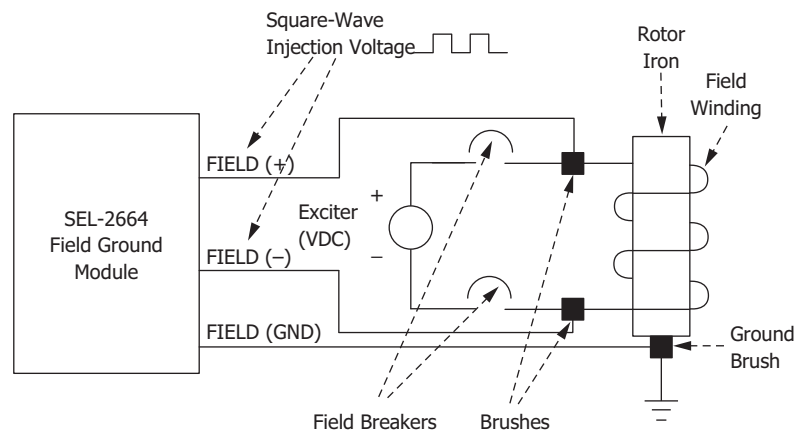 Square-Wave
Injection Voltage
Rotor
Iron
Field
Winding
FIELD (+)
SEL-2664
Field Ground
Module
+
Exciter
(VDC)
−
FIELD (−)
FIELD (GND)
Ground
Brush
Field Breakers
Brushes